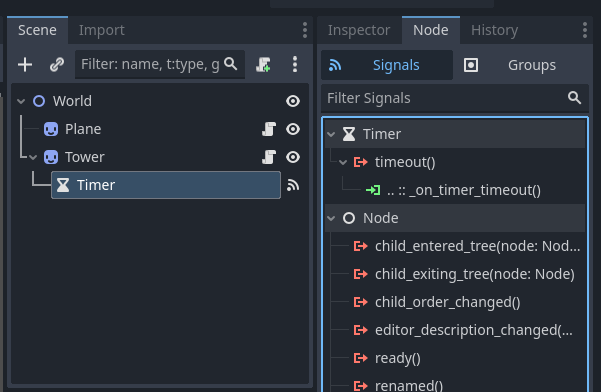 Scene Import
Filter: name, t:type, g
World
Plane
Tower
Timer
Inspector Node History
Signals Groups
Filter Signals
Timer
timeout()
.. :: _on_timer_timeout()
Node
child_entered_tree(node: Nod...
child_exiting_tree(node: Node)
child_order_changed()
editor_description_changed(...
ready()
renamed()